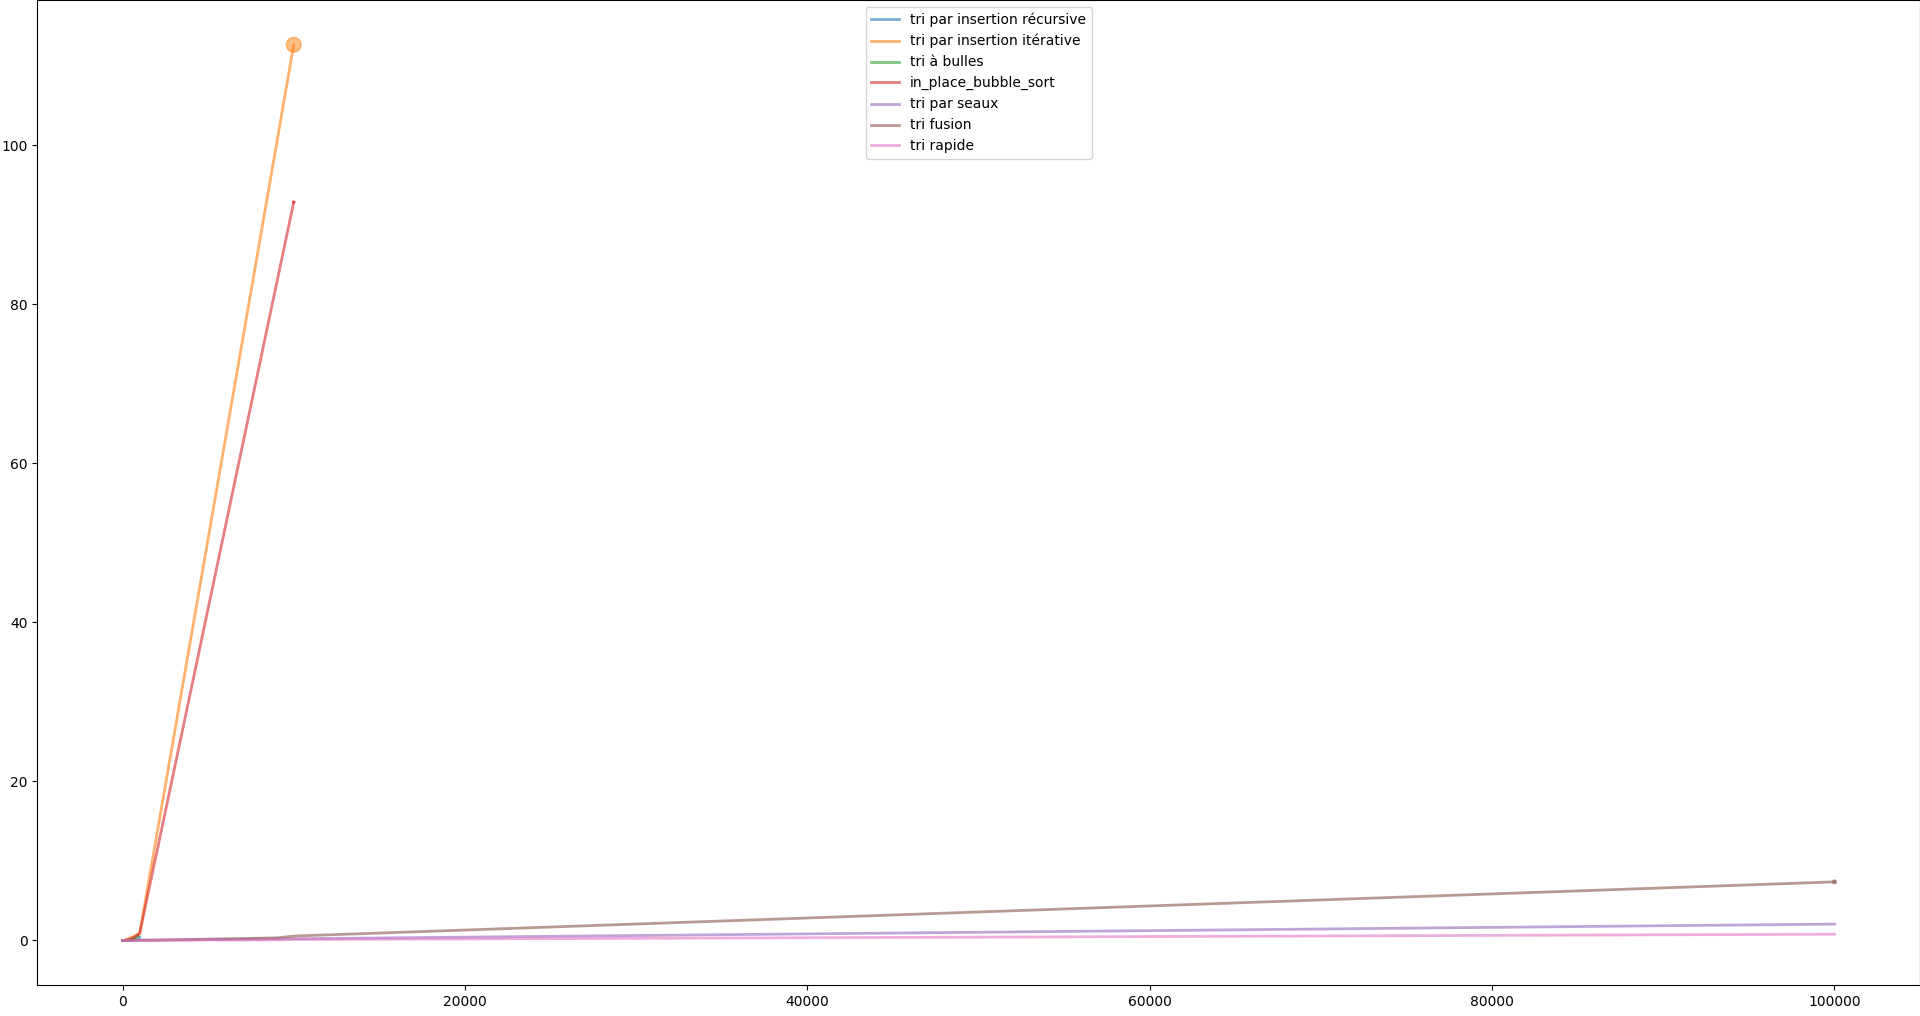 tri par insertion récursive
tri par insertion itérative
tri à bulles
in_place_bubble_sort
tri par seaux
tri fusion
tri rapide
100
80
60
40
20
0
0 20000 40000 60000 80000 100000